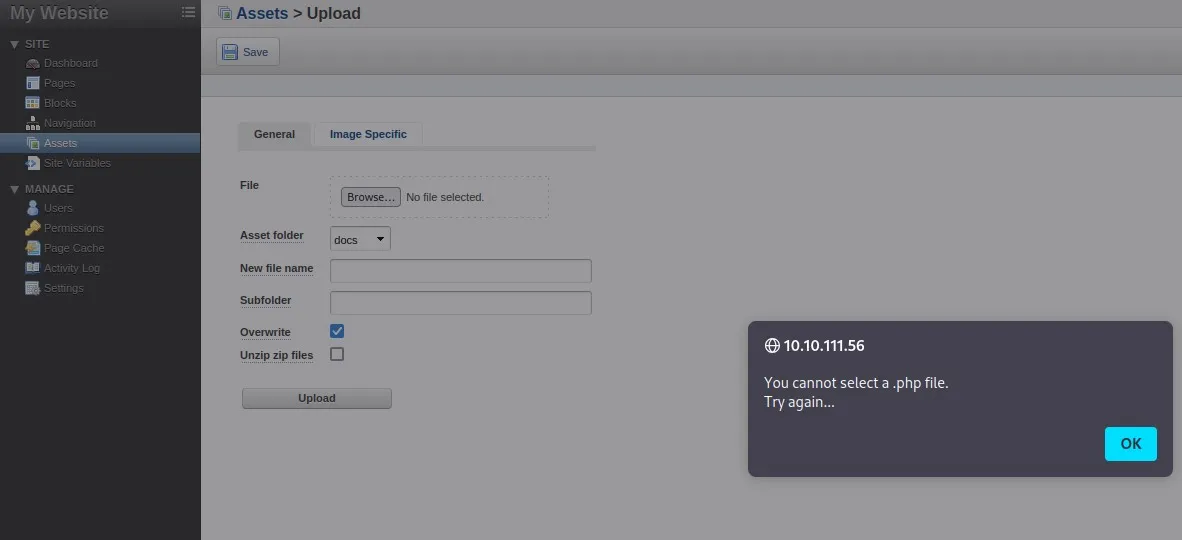 My Website
Assets > Upload
Save
SITE
Dashboard
Pages
Blocks
Navigation
Assets
Site Variables
MANAGE
Users
Permissions
Page Cache
Activity Log
Settings
General
Image Specific
File
Browse... No file selected.
Asset folder
docs
New file name
Subfolder
Overwrite
Unzip zip files
Upload
10.10.111.56
You cannot select a .php file.
Try again...
OK